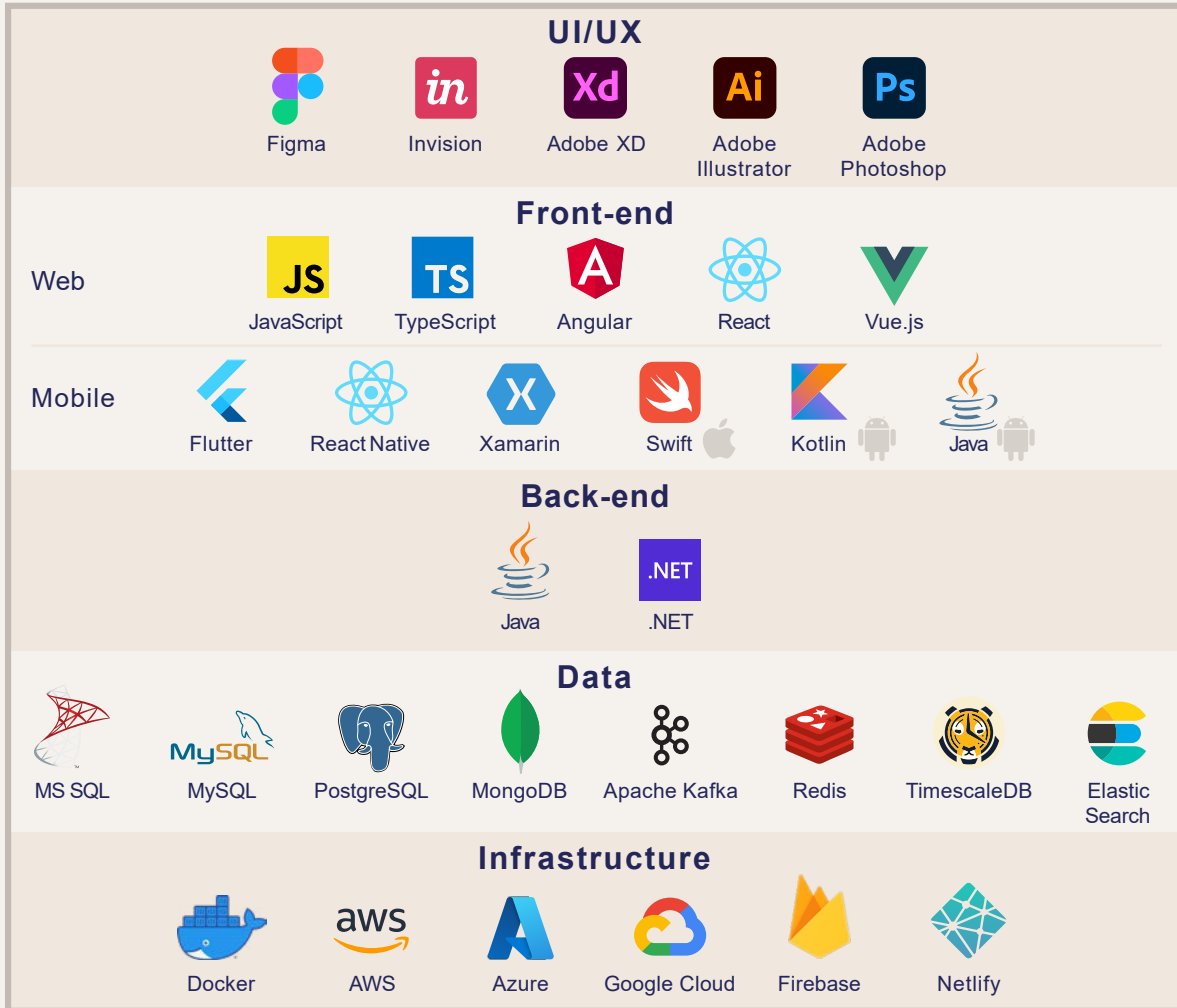 UI/UX
in
Xd
Ai
Ps
Figma
Invision
Adobe XD
Adobe
Illustrator
Adobe
Photoshop
Front-end
Web
JS
TS
A
JavaScript
TypeScript
Angular
React
Vue.js
Mobile
X
Flutter
React Native
Xamarin
Swift
Kotlin
Java
Back-end
.NET
Java
.NET
Data
MySQL
MS SQL
MySQL
PostgreSQL
MongoDB
Apache Kafka
Redis
TimescaleDB
Elastic
Search
Infrastructure
aws
Docker
AWS
Azure
Google Cloud
Firebase
Netlify